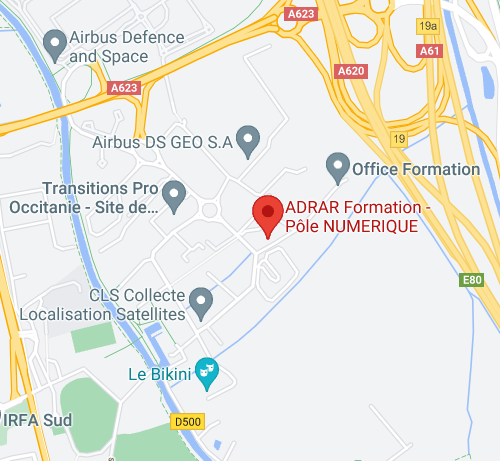 A623
19a
Airbus Defence
and Space
A61
A620
A623
19
Airbus DS GEO S.A
Office Formation
Transitions Pro
Occitanie - Site de...
ADRAR Formation -
Pôle NUMERIQUE
E80
CLS Collecte
Localisation Satellites
Le Bikini
IRFA Sud
D500